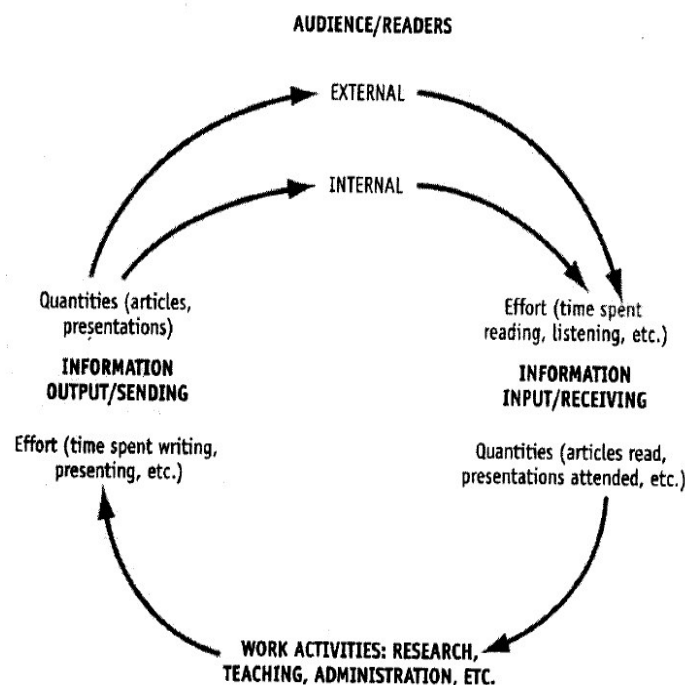 AUDIENCE/READERS
EXTERNAL
INTERNAL
Quantities (articles,
presentations)
INFORMATION
OUTPUT/SENDING
Effort (time spent writing,
presenting, etc.)
Effort (time spent
reading, listening, etc.)
INFORMATION
INPUT/RECEIVING
Quantities (articles read,
presentations attended, etc.)
WORK ACTIVITIES: RESEARCH,
TEACHING, ADMINISTRATION, ETC.